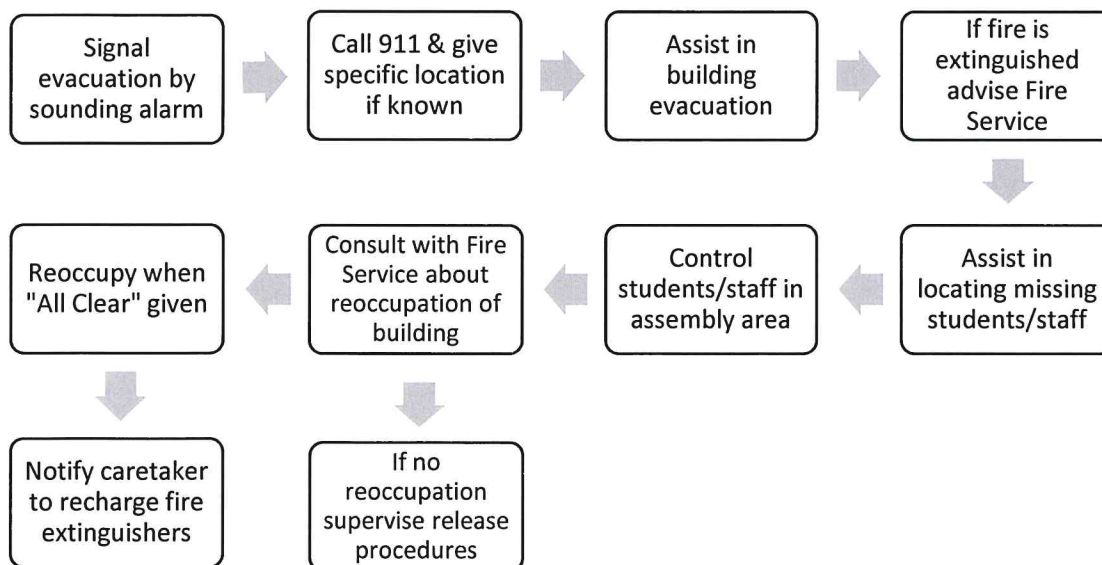 Signal
evacuation by
sounding alarm
Call 911 & give
specific location
if known
Assist in
building
evacuation
If fire is
extinguished
advise Fire
Service
Assist in
locating missing
students/staff
Control
students/staff in
assembly area
Consult with Fire
Service about
reoccupation of
building
Reoccupy when
"All Clear" given
Notify caretaker
to recharge fire
extinguishers
If no
reoccupation
supervise release
procedures